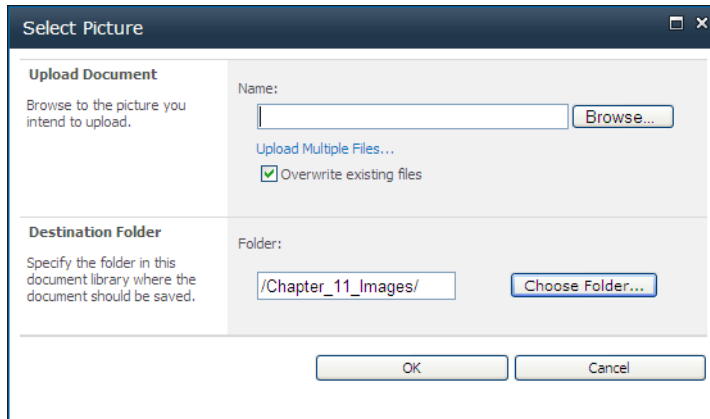 Select Picture
Upload Document
Browse to the picture you
intend to upload.
Name:
Browse...
Upload Multiple Files...
Overwrite existing files
Destination Folder
Specify the folder in this
document library where the
document should be saved.
Folder:
/Chapter_11_Images/
Choose Folder...
OK
Cancel